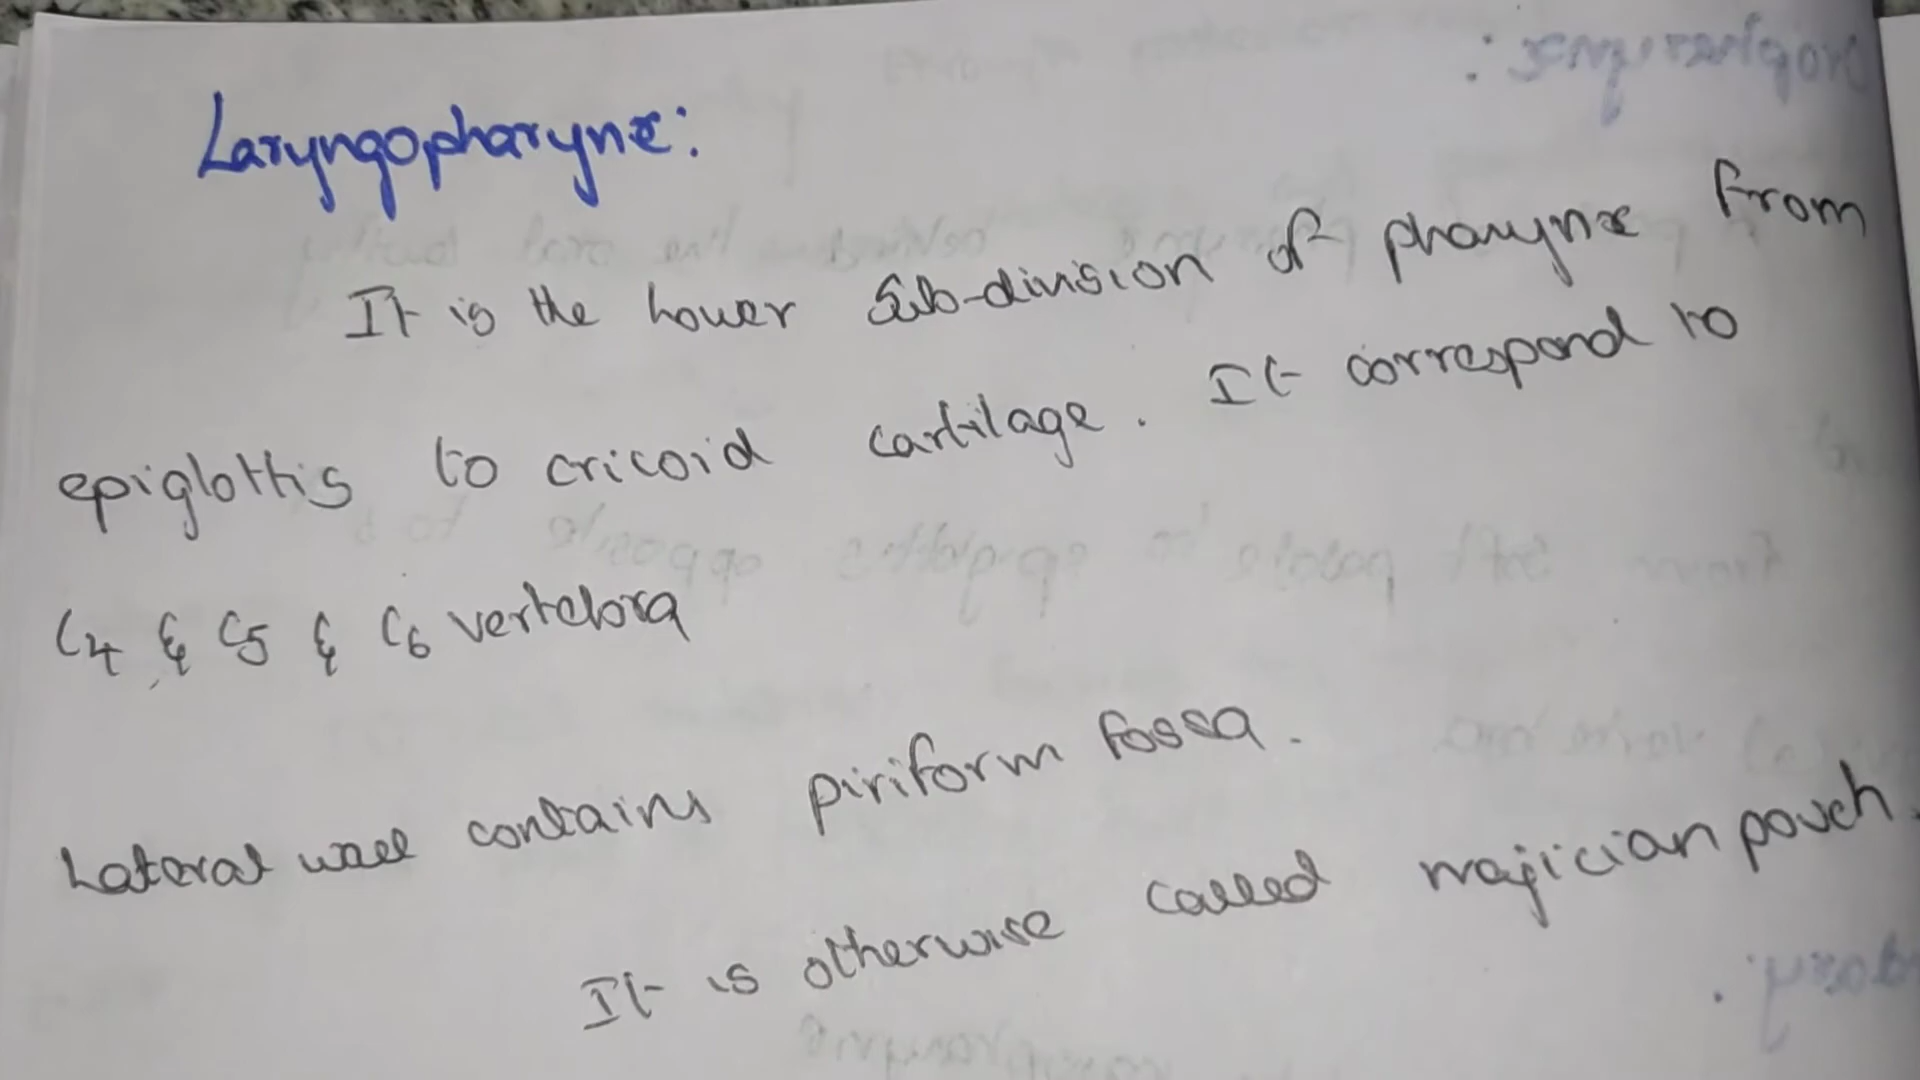 Laryngopharynx:
It is the lower Sub-division of pharynx from
epiglottis to cricoid cartilage. It correspond to
C4 & C5 & C6 vertebra
Lateral wall contains piriform fossa.
It is otherwise called majician pouch.